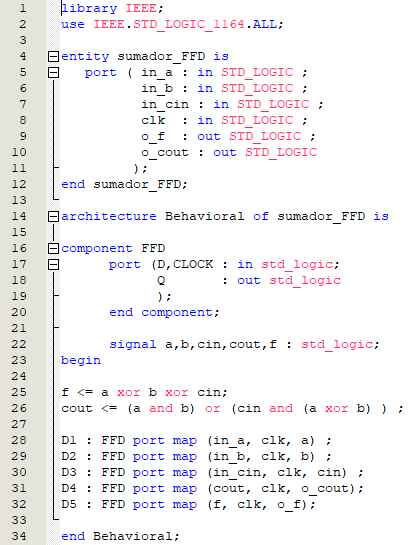 1 library IEEE;
2 use IEEE.STD_LOGIC_1164.ALL;
3
4 entity sumador_FFD is
5 port ( in_a : in STD_LOGIC ;
6 in_b : in STD_LOGIC ;
7 in_cin : in STD_LOGIC ;
8 clk : in STD_LOGIC ;
9 o_f : out STD_LOGIC ;
10 o_cout : out STD_LOGIC
11 );
12 end sumador_FFD;
13
14 architecture Behavioral of sumador_FFD is
15
16 component FFD
17 port (D,CLOCK : in std_logic;
18 Q : out std_logic
19 );
20 end component;
21
22 signal a,b,cin,cout,f : std_logic;
23 begin
24
25 f <= a xor b xor cin;
26 cout <= (a and b) or (cin and (a xor b) ) ;
27
28 D1 : FFD port map (in_a, clk, a) ;
29 D2 : FFD port map (in_b, clk, b) ;
30 D3 : FFD port map (in_cin, clk, cin) ;
31 D4 : FFD port map (cout, clk, o_cout);
32 D5 : FFD port map (f, clk, o_f);
33
34 end Behavioral;